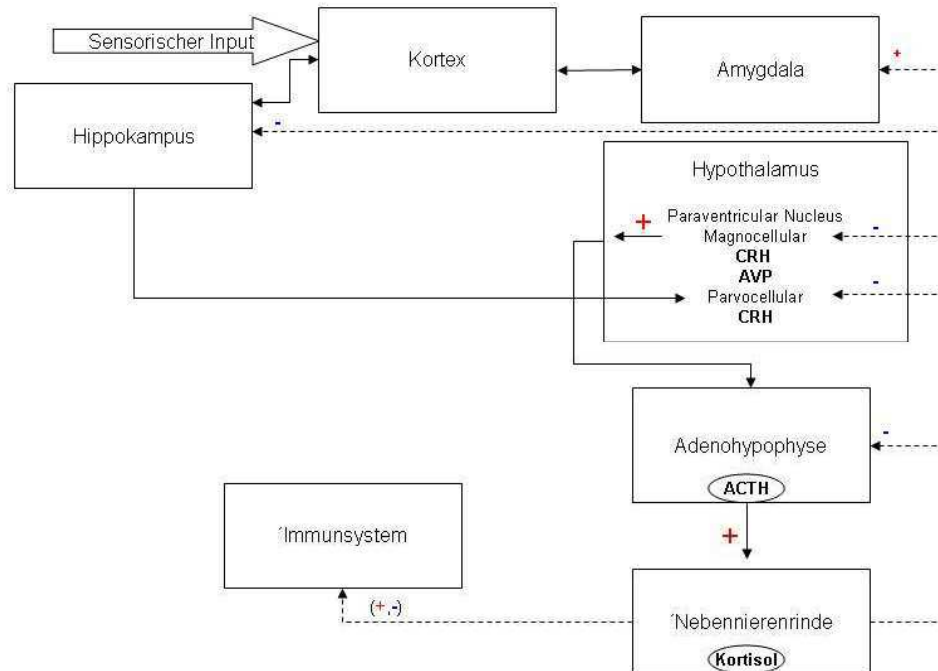 Sensorischer Input
Kortex
Amygdala
+
Hippokampus
-
Hypothalamus
Paraventricular Nucleus
+
Magnocellular
-
CRH
AVP
Parvocellular
-
CRH
Adenohypophyse
-
ACTH
+
´Immunsystem
(+,-)
´Nebennierenrinde
Kortisol